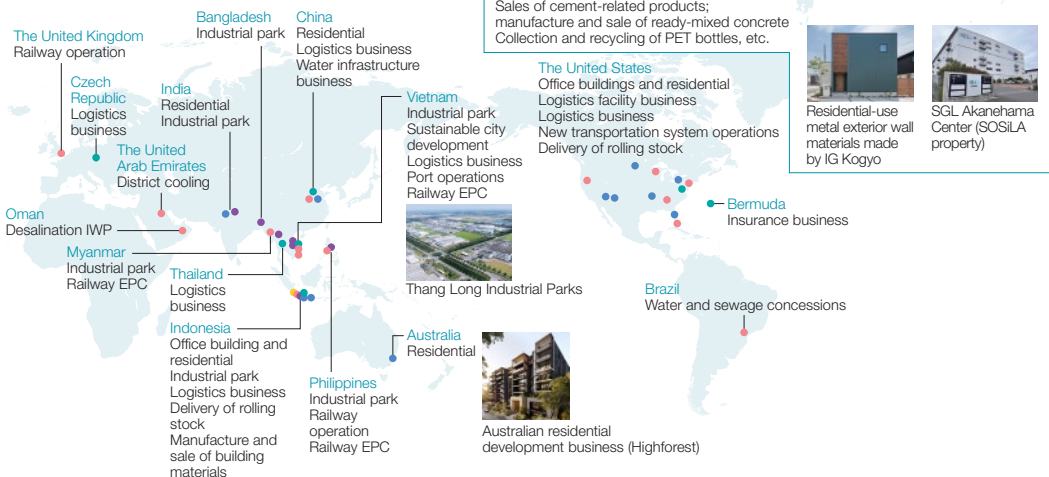 Sales of cement-related products;
manufacture and sale of ready-mixed concrete
Collection and recycling of PET bottles, etc.
Residential-use
metal exterior wall
materials made
by IG Kogyo
SGL Akanehama
Center (SOSiLA
property)
The United Kingdom
Railway operation
Czech
Republic
Logistics
business
Bangladesh
Industrial park
India
Residential
Industrial park
China
Residential
Logistics business
Water infrastructure
business
The United
Arab Emirates
District cooling
Oman
Desalination IWP
Myanmar
Industrial park
Railway EPC
Thailand
Logistics
business
Indonesia
Office building and
residential
Industrial park
Logistics business
Delivery of rolling
stock
Manufacture and
sale of building
materials
Vietnam
Industrial park
Sustainable city
development
Logistics business
Port operations
Railway EPC
Thang Long Industrial Parks
Philippines
Industrial park
Railway
operation
Railway EPC
Australia
Residential
Australian residential
development business (Highforest)
The United States
Office buildings and residential
Logistics facility business
Logistics business
New transportation system operations
Delivery of rolling stock
Bermuda
Insurance business
Brazil
Water and sewage concessions